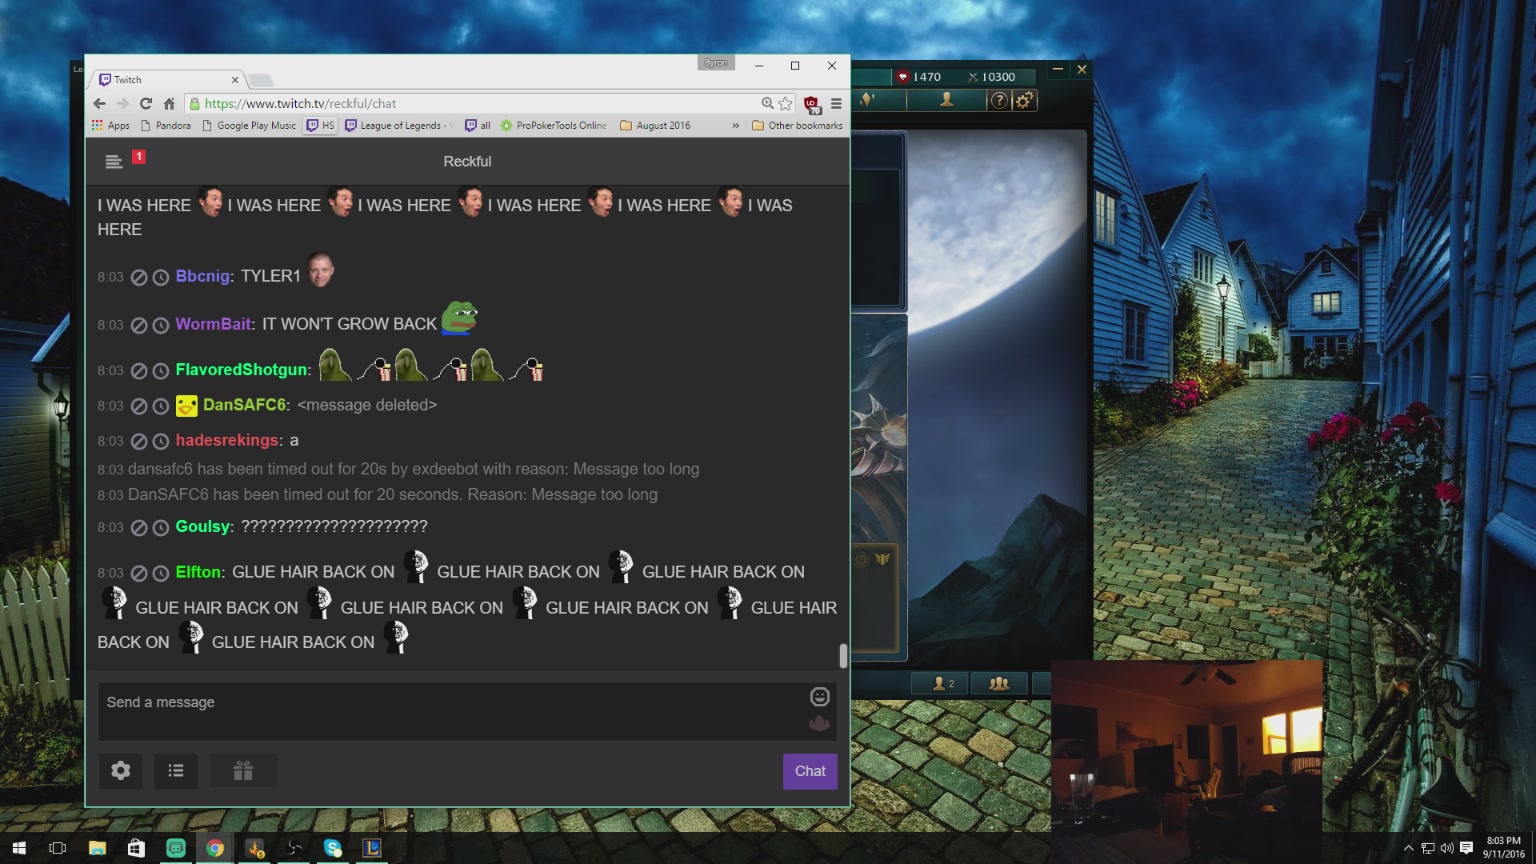 Le
Byron
Twitch
1470
10300
https://www.twitch.tv/reckful/chat
Apps Pandora Google Play Music HS League of Legends - all ProPokerTools Online August 2016 » Other bookmarks
1
Reckful
I WAS HERE I WAS HERE I WAS HERE I WAS HERE I WAS HERE I WAS
HERE
8:03 Bbcnig: TYLER1
8:03 WormBait: IT WON'T GROW BACK
8:03 FlavoredShotgun:
8:03 DanSAFC6: <message deleted>
8:03 hadesrekings: a
8:03 dansafc6 has been timed out for 20s by exdeebot with reason: Message too long
8:03 DanSAFC6 has been timed out for 20 seconds. Reason: Message too long
8:03 Goulsy: ?????????????????????
8:03 Elfton: GLUE HAIR BACK ON GLUE HAIR BACK ON GLUE HAIR BACK ON
GLUE HAIR BACK ON GLUE HAIR BACK ON GLUE HAIR BACK ON GLUE HAIR
BACK ON GLUE HAIR BACK ON
Send a message
Chat
2
8:03 PM
9/11/2016